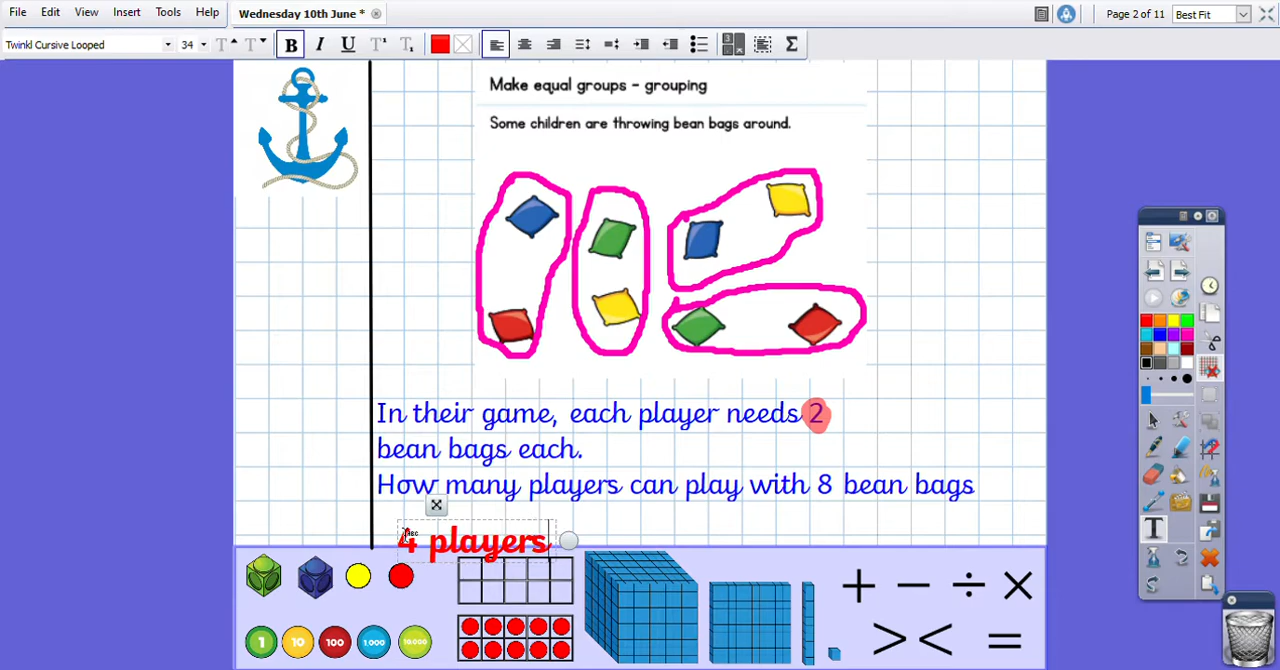 File Edit View Insert Tools Help
Wednesday 10th June *
Page 2 of 11
Best Fit
Twinkl Cursive Looped
34
B I U
Make equal groups - grouping
Some children are throwing bean bags around.
In their game, each player needs 2
bean bags each.
How many players can play with 8 bean bags
4 players
+ − ÷ ×
1 10 100 1,000 10,000
> < =